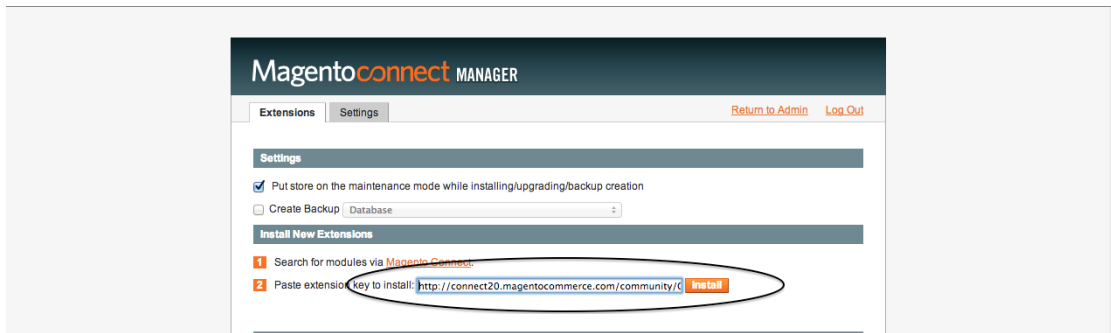 Magentoconnect MANAGER
Extensions Settings Return to Admin Log Out
Settings
Put store on the maintenance mode while installing/upgrading/backup creation
Create Backup Database
Install New Extensions
1 Search for modules via Magento Connect.
2 Paste extension key to install: http://connect20.magentocommerce.com/community/ Install